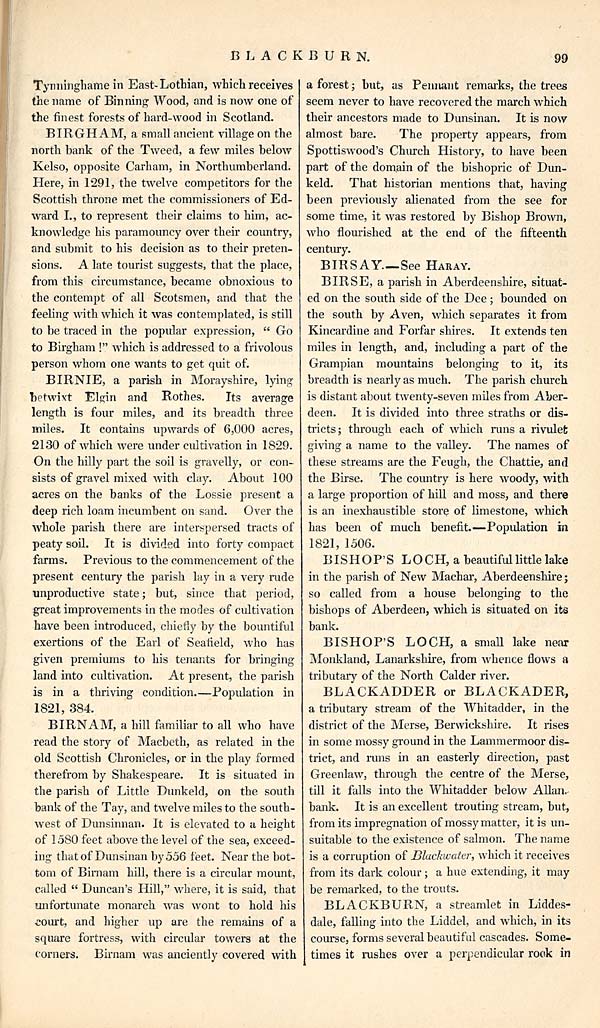 BLACKBURN.
99
Tynninghame in East-Lothian, which receives
the name of Binning Wood, and is now one of
the finest forests of hard-wood in Scotland.
BIRGHAM, a small ancient village on the
north bank of the Tweed, a few miles below
Kelso, opposite Carham, in Northumberland.
Here, in 1291, the twelve competitors for the
Scottish throne met the commissioners of Ed-
ward I., to represent their claims to him, ac-
knowledge his paramouncy over their country,
and submit to his decision as to their preten-
sions. A late tourist suggests, that the place,
from this circumstance, became obnoxious to
the contempt of all Scotsmen, and that the
feeling with which it was contemplated, is still
to be traced in the popular expression, “ Go
to Birgham !” which is addressed to a frivolous
person whom one wants to get quit of.
BIRNIE, a parish in Morayshire, lying
betwixt Elgin and Rothes. Its average
length is four miles, and its breadth three
miles. It contains upwards of 6,000 acres,
2130 of which were under cultivation in 1829.
On the hilly part the soil is gravelly, or con-
sists of gravel mixed with clay. About 100
acres on the banks of the Lossie present a
deep rich loam incumbent on sand. Over the
whole parish there are interspersed tracts of
peaty soil. It is divided into forty compact
farms. Previous to the commencement of the
present century the parish lay in a very rude
unproductive state; but, since that period,
great improvements in the modes of cultivation
have been introduced, chiefly by the bountiful
exertions of the Earl of Seafield, who has
given premiums to his tenants for bringing
land into cultivation. At present, the parish
is in a thriving condition.—Population in
1821, 384.
BIRNAM, a hill familiar to all who have
read the story of Macbeth, as related in the
old Scottish Chronicles, or in the play formed
therefrom by Shakespeare. It is situated in
the parish of Little Dunkeld, on the south
bank of the Tay, and twelve miles to the south-
west of Dunsinnan. It is elevated to a height
of 1580 feet above the level of the sea, exceed-
ing that of Dunsinan by 556 feet. Near the bot-
tom of Birnam hill, there is a circular mount,
called “ Duncan's Hill,” where, it is said, that
unfortunate monarch was wont to hold his
court, and higher up are the remains of a
square fortress, with circular towers at the
corners. Birnam was anciently covered with
a forest; but, as Pennant remarks, the trees
seem never to have recovered the march which
their ancestors made to Dunsinan. It is now
almost bare. The property appears, from
Spottiswood's Church History, to have been
part of the domain of the bishopric of Dun-
keld. That historian mentions that, having
been previously alienated from the see for
some time, it was restored by Bishop Brown,
who flourished at the end of the fifteenth
century.
BIRSAY.—See HARAY.
BIRSE, a parish in Aberdeenshire, situat-
ed on the south side of the Dee; bounded on
the south by Aven, which separates it from
Kincardine and Forfar shires. It extends ten
miles in length, and, including a part of the
Grampian mountains belonging to it, its
breadth is nearly as much. The parish church
is distant about twenty-seven miles from Aber-
deen. It is divided into three straths or dis-
tricts; through each of which runs a rivulet
giving a name to the valley. The names of
these streams are the Feugh, the Chattie, and
the Birse. The country is here woody, with
a large proportion of hill and moss, and there
is an inexhaustible store of limestone, which
has been of much benefit.—Population in
1821, 1506.
BISHOP'S LOCH, a beautiful little lake
in the parish of New Machar, Aberdeenshire;
so called from a house belonging to the
bishops of Aberdeen, which is situated on its
bank.
BISHOP'S LOCH, a small lake near
Monkland, Lanarkshire, from whence flows a
tributary of the North Calder river.
BLACKADDER or BLACKADER,
a tributary stream of the Whitadder, in the
district of the Merse, Berwickshire. It rises
in some mossy ground in the Lammermoor dis-
trict, and runs in an easterly direction, past
Greenlaw, through the centre of the Merse,
till it falls into the Whitadder below Allan-
bank. It is an excellent trouting stream, but,
from its impregnation of mossy matter, it is un-
suitable to the existence of salmon. The name
is a corruption of Blackwater, which it receives
from its dark colour; a hue extending, it may
be remarked, to the trouts.
BLACKBURN, a streamlet in Liddes-
dale, falling into the Liddel, and which, in its
course, forms several beautiful cascades. Some-
times it rushes over a perpendicular rock in